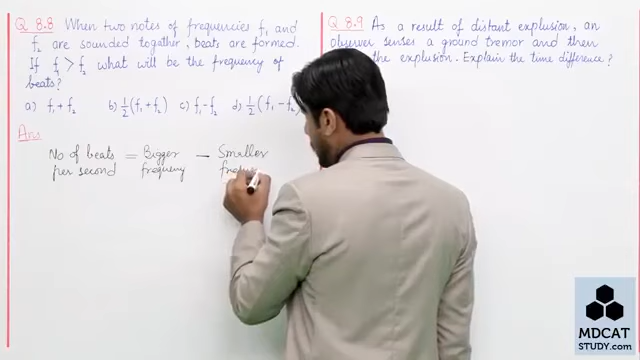 Q 8.8 When two notes of frequencies f₁ and
f₂ are sounded together, beats are formed.
If f₁ > f₂ what will be the frequency of
beats?
a) f₁ + f₂ b) 1/2 (f₁ + f₂) c) f₁ - f₂ d) 1/2 (f₁ - f₂)
Ans
No of beats per second = Bigger frequency — Smaller
Q 8.9 As a result of distant explusion, an
observer senses a ground tremor and then
the explusion. Explain the time difference?
MDCAT
STUDY.com